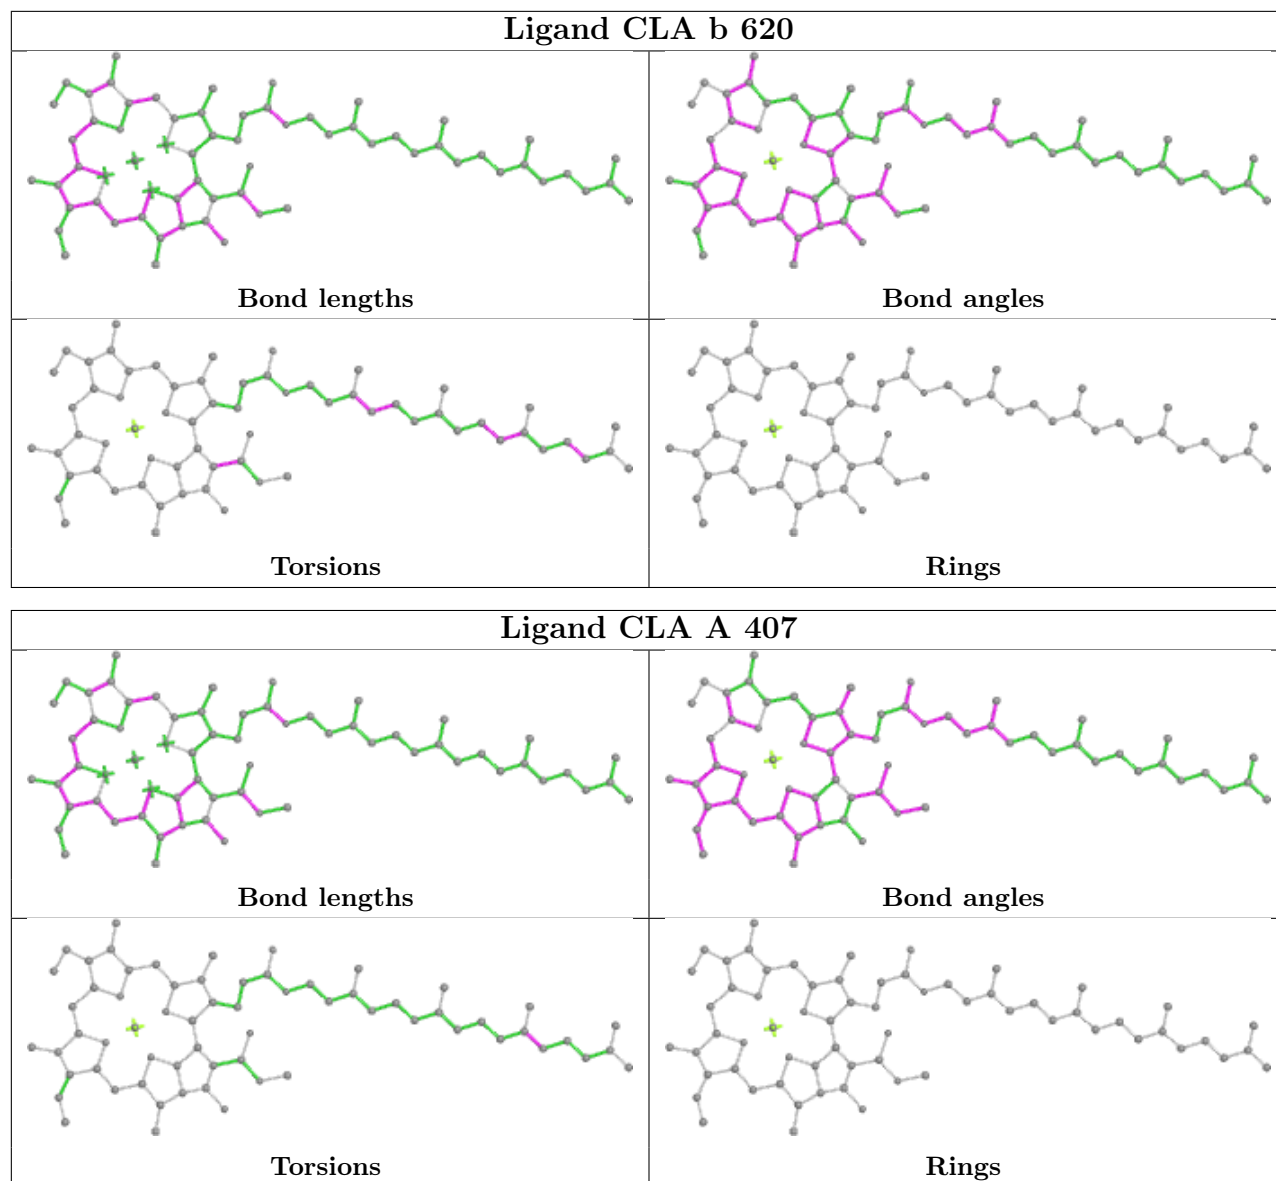 Ligand CLA b 620
Bond lengths
Bond angles
Torsions
Rings
Ligand CLA A 407
Bond lengths
Bond angles
Torsions
Rings